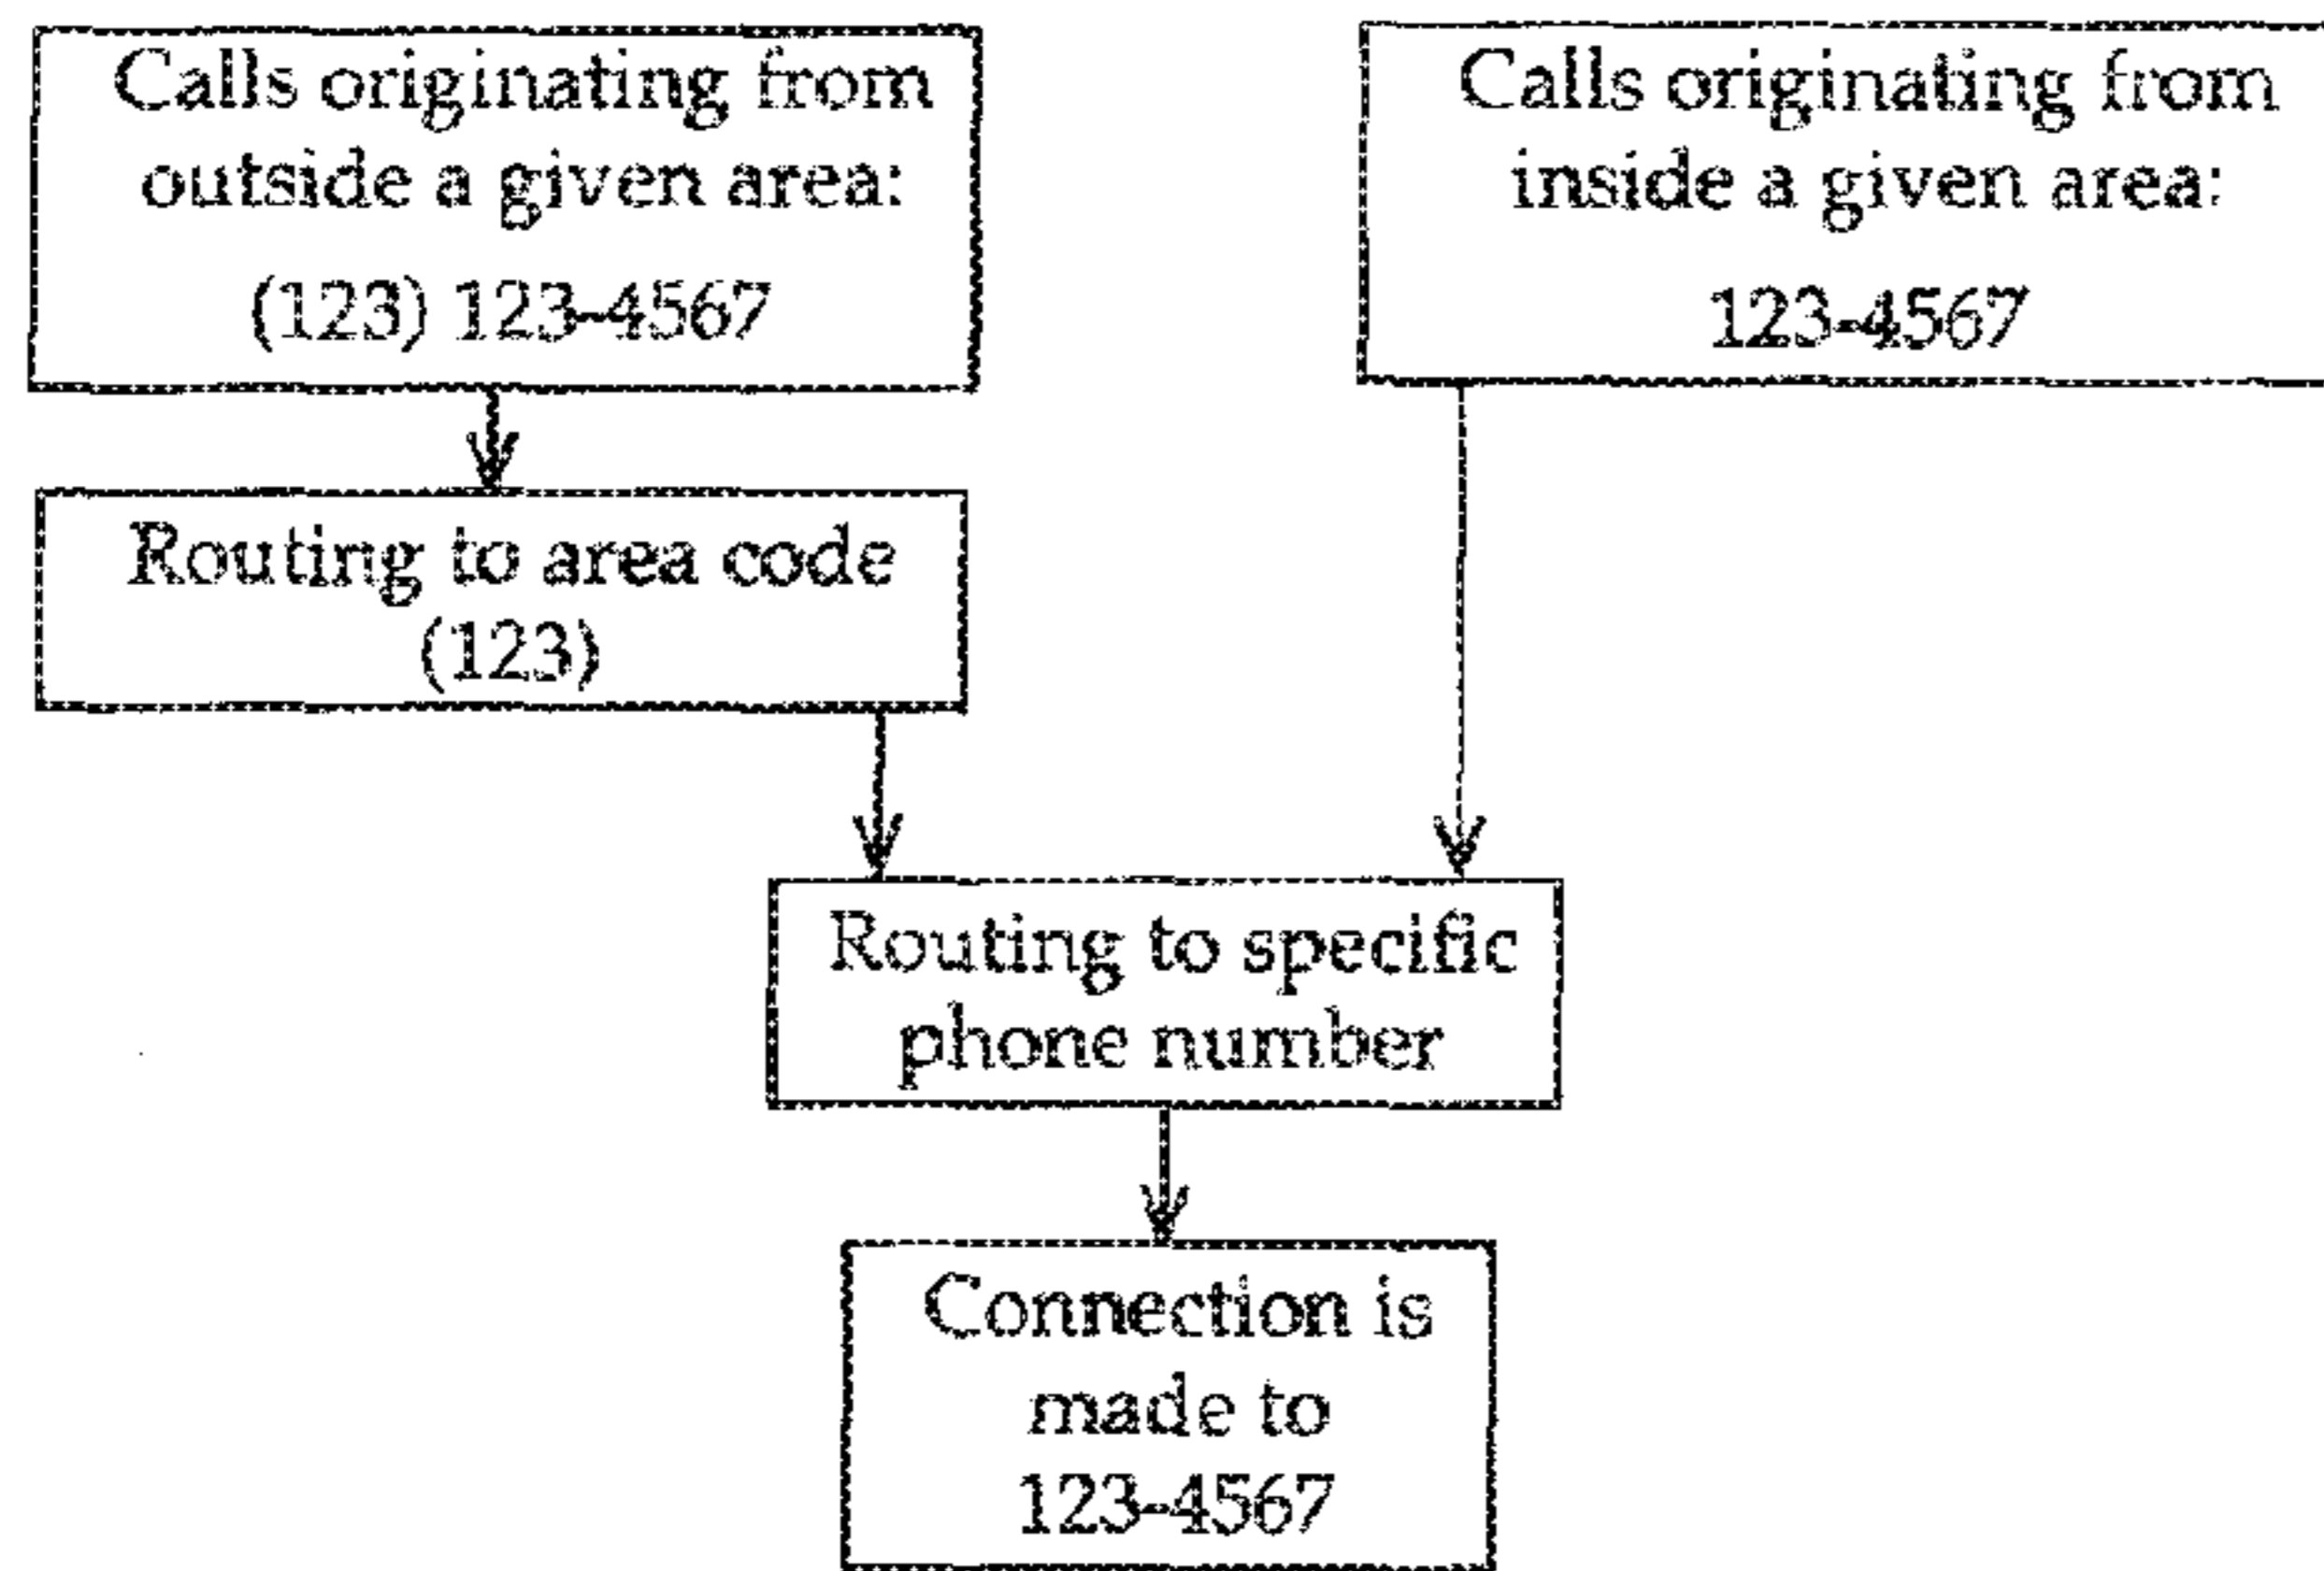 Calls originating from
outside a given area:
(123) 123-4567
Calls originating from
inside a given area:
123-4567
Routing to area code
(123)
Routing to specific
phone number
Connection is
made to
123-4567